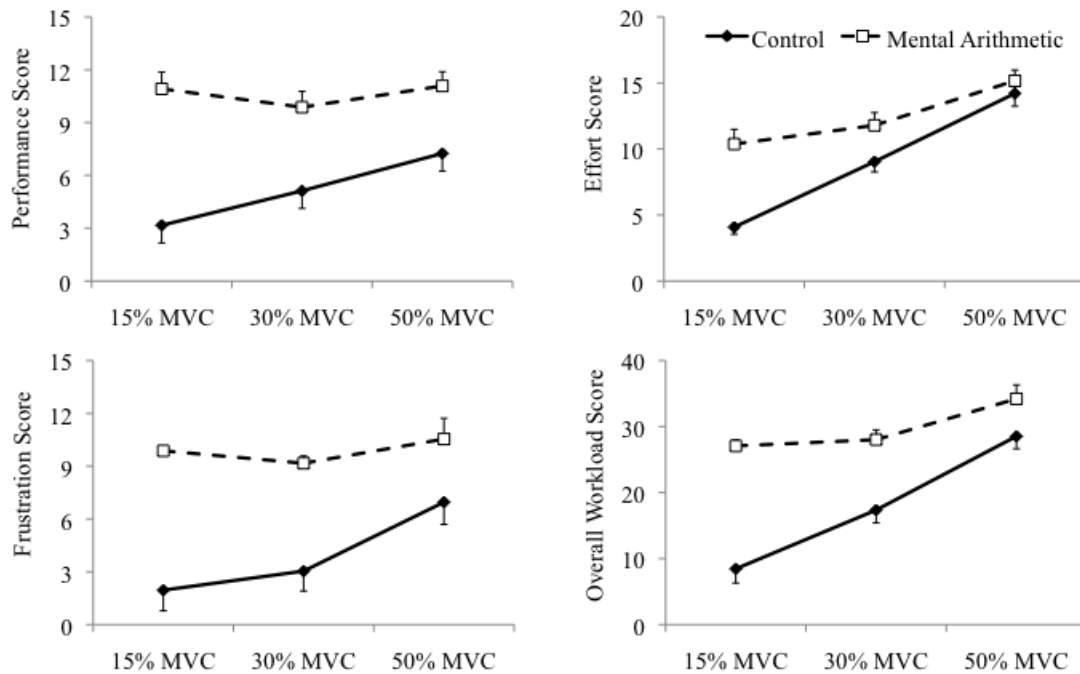 Performance Score
15
12
9
6
3
0
15% MVC 30% MVC 50% MVC
Effort Score
20
15
10
5
0
Control Mental Arithmetic
15% MVC 30% MVC 50% MVC
Frustration Score
15
12
9
6
3
0
15% MVC 30% MVC 50% MVC
Overall Workload Score
40
30
20
10
0
15% MVC 30% MVC 50% MVC